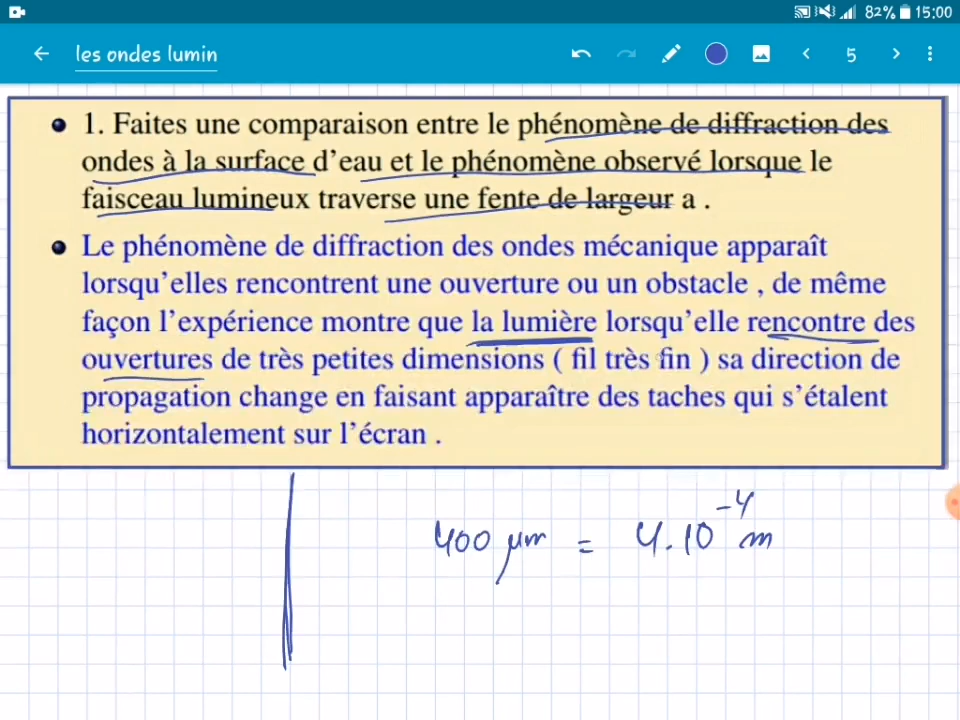 82% 15:00
les ondes lumin
5
1. Faites une comparaison entre le phénomène de diffraction des
ondes à la surface d'eau et le phénomène observé lorsque le
faisceau lumineux traverse une fente de largeur a .
Le phénomène de diffraction des ondes mécanique apparaît
lorsqu'elles rencontrent une ouverture ou un obstacle , de même
façon l'expérience montre que la lumière lorsqu'elle rencontre des
ouvertures de très petites dimensions ( fil très fin ) sa direction de
propagation change en faisant apparaître des taches qui s'étalent
horizontalement sur l'écran .
400 μm = 4.10⁻⁴ m